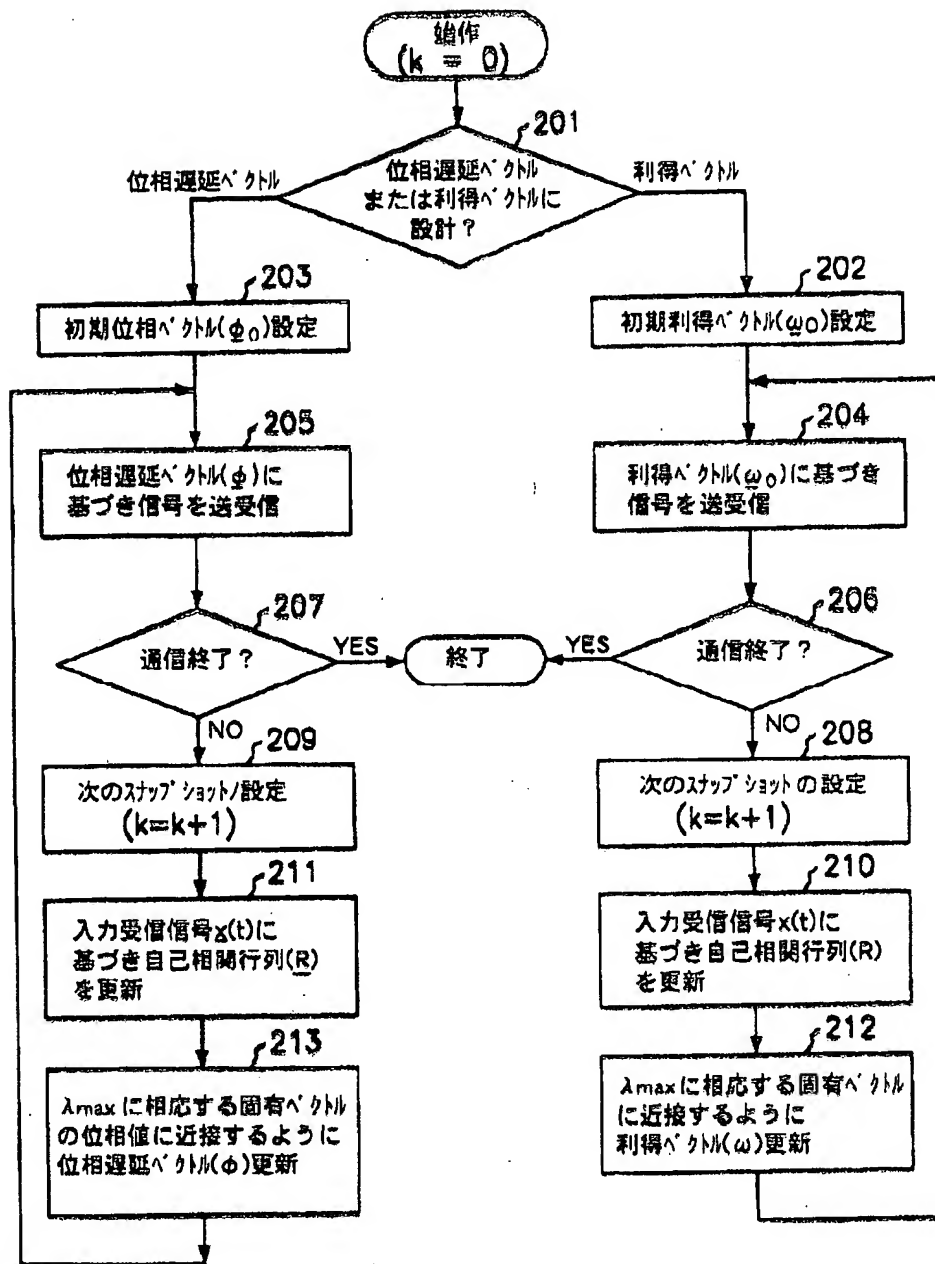 始作
(k = 0)
201
位相遅延ベクトル
位相遅延ベクトル
または利得ベクトルに
設計?
利得ベクトル
203
初期位相ベクトル(φ0)設定
202
初期利得ベクトル(ω0)設定
205
位相遅延ベクトル(φ)に
基づき信号を送受信
204
利得ベクトル(ω0)に基づき
信号を送受信
207
通信終了?
YES
終了
YES
206
通信終了?
NO
NO
209
次のスナップショット/設定
(k=k+1)
208
次のスナップショットの設定
(k=k+1)
211
入力受信信号x(t)に
基づき自己相関行列(R)
を更新
210
入力受信信号x(t)に
基づき自己相関行列(R)
を更新
213
λmaxに相応する固有ベクトル
の位相値に近接するように
位相遅延ベクトル(φ)更新
212
λmaxに相応する固有ベクトル
に近接するように
利得ベクトル(ω)更新